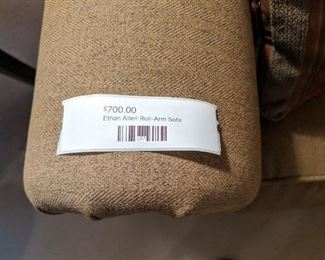 $700.00
Ethan Allen Roll-Arm Sofa